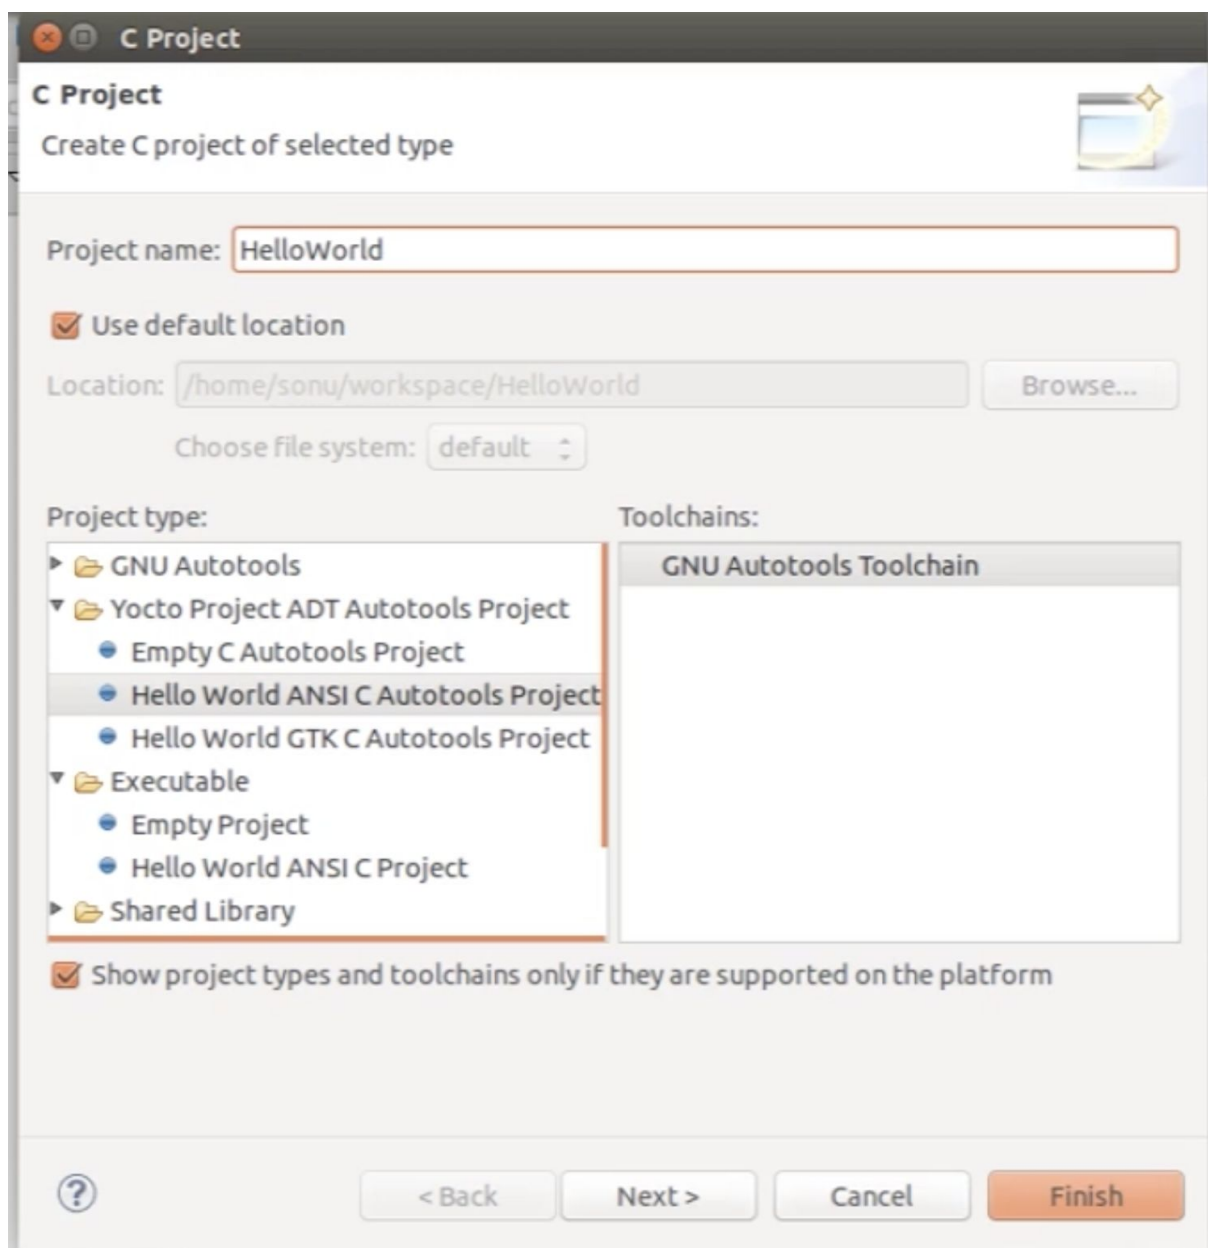 C Project
C Project
Create C project of selected type
Project name: HelloWorld
Use default location
Location: /home/sonu/workspace/HelloWorld Browse...
Choose file system: default
Project type: Toolchains:
GNU Autotools GNU Autotools Toolchain
Yocto Project ADT Autotools Project
Empty C Autotools Project
Hello World ANSI C Autotools Project
Hello World GTK C Autotools Project
Executable
Empty Project
Hello World ANSI C Project
Shared Library
Show project types and toolchains only if they are supported on the platform
? < Back Next > Cancel Finish